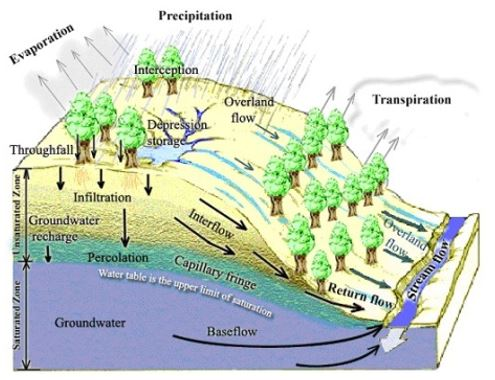 Precipitation
Evaporation
Interception
Overland
flow
Transpiration
Depression
storage
Throughfall
Infiltration
Unsaturated Zone
Groundwater
recharge
Interflow
Overland
flow
Stream flow
Percolation
Capillary fringe
Water table is the upper limit of saturation
Return flow
Saturated Zone
Groundwater
Baseflow